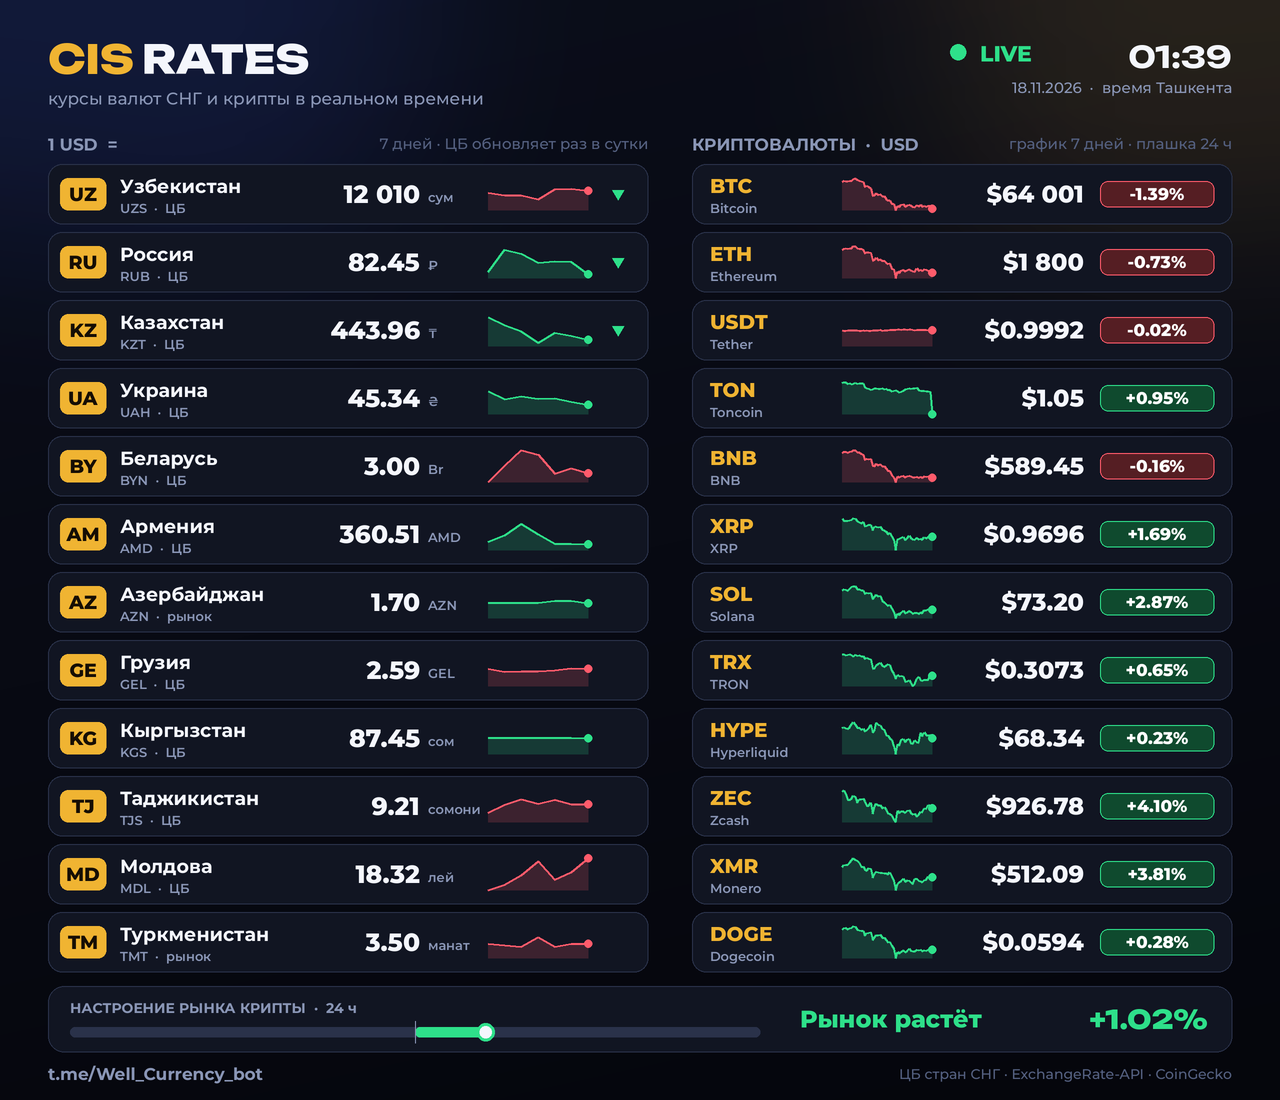 CIS RATES
курсы валют СНГ и крипты в реальном времени
LIVE
01:39
18.11.2026 · время Ташкента
1 USD =
7 дней · ЦБ обновляет раз в сутки
UZ Узбекистан 12 010 сум
UZS · ЦБ
RU Россия 82.45 ₽
RUB · ЦБ
KZ Казахстан 443.96 ₸
KZT · ЦБ
UA Украина 45.34 ₴
UAH · ЦБ
BY Беларусь 3.00 Br
BYN · ЦБ
AM Армения 360.51 AMD
AMD · ЦБ
AZ Азербайджан 1.70 AZN
AZN · рынок
GE Грузия 2.59 GEL
GEL · ЦБ
KG Кыргызстан 87.45 сом
KGS · ЦБ
TJ Таджикистан 9.21 сомони
TJS · ЦБ
MD Молдова 18.32 лей
MDL · ЦБ
TM Туркменистан 3.50 манат
TMT · рынок
КРИПТОВАЛЮТЫ · USD
график 7 дней · плашка 24 ч
BTC $64 001 -1.39%
Bitcoin
ETH $1 800 -0.73%
Ethereum
USDT $0.9992 -0.02%
Tether
TON $1.05 +0.95%
Toncoin
BNB $589.45 -0.16%
BNB
XRP $0.9696 +1.69%
XRP
SOL $73.20 +2.87%
Solana
TRX $0.3073 +0.65%
TRON
HYPE $68.34 +0.23%
Hyperliquid
ZEC $926.78 +4.10%
Zcash
XMR $512.09 +3.81%
Monero
DOGE $0.0594 +0.28%
Dogecoin
НАСТРОЕНИЕ РЫНКА КРИПТЫ · 24 ч
Рынок растёт +1.02%
t.me/Well_Currency_bot
ЦБ стран СНГ · ExchangeRate-API · CoinGecko